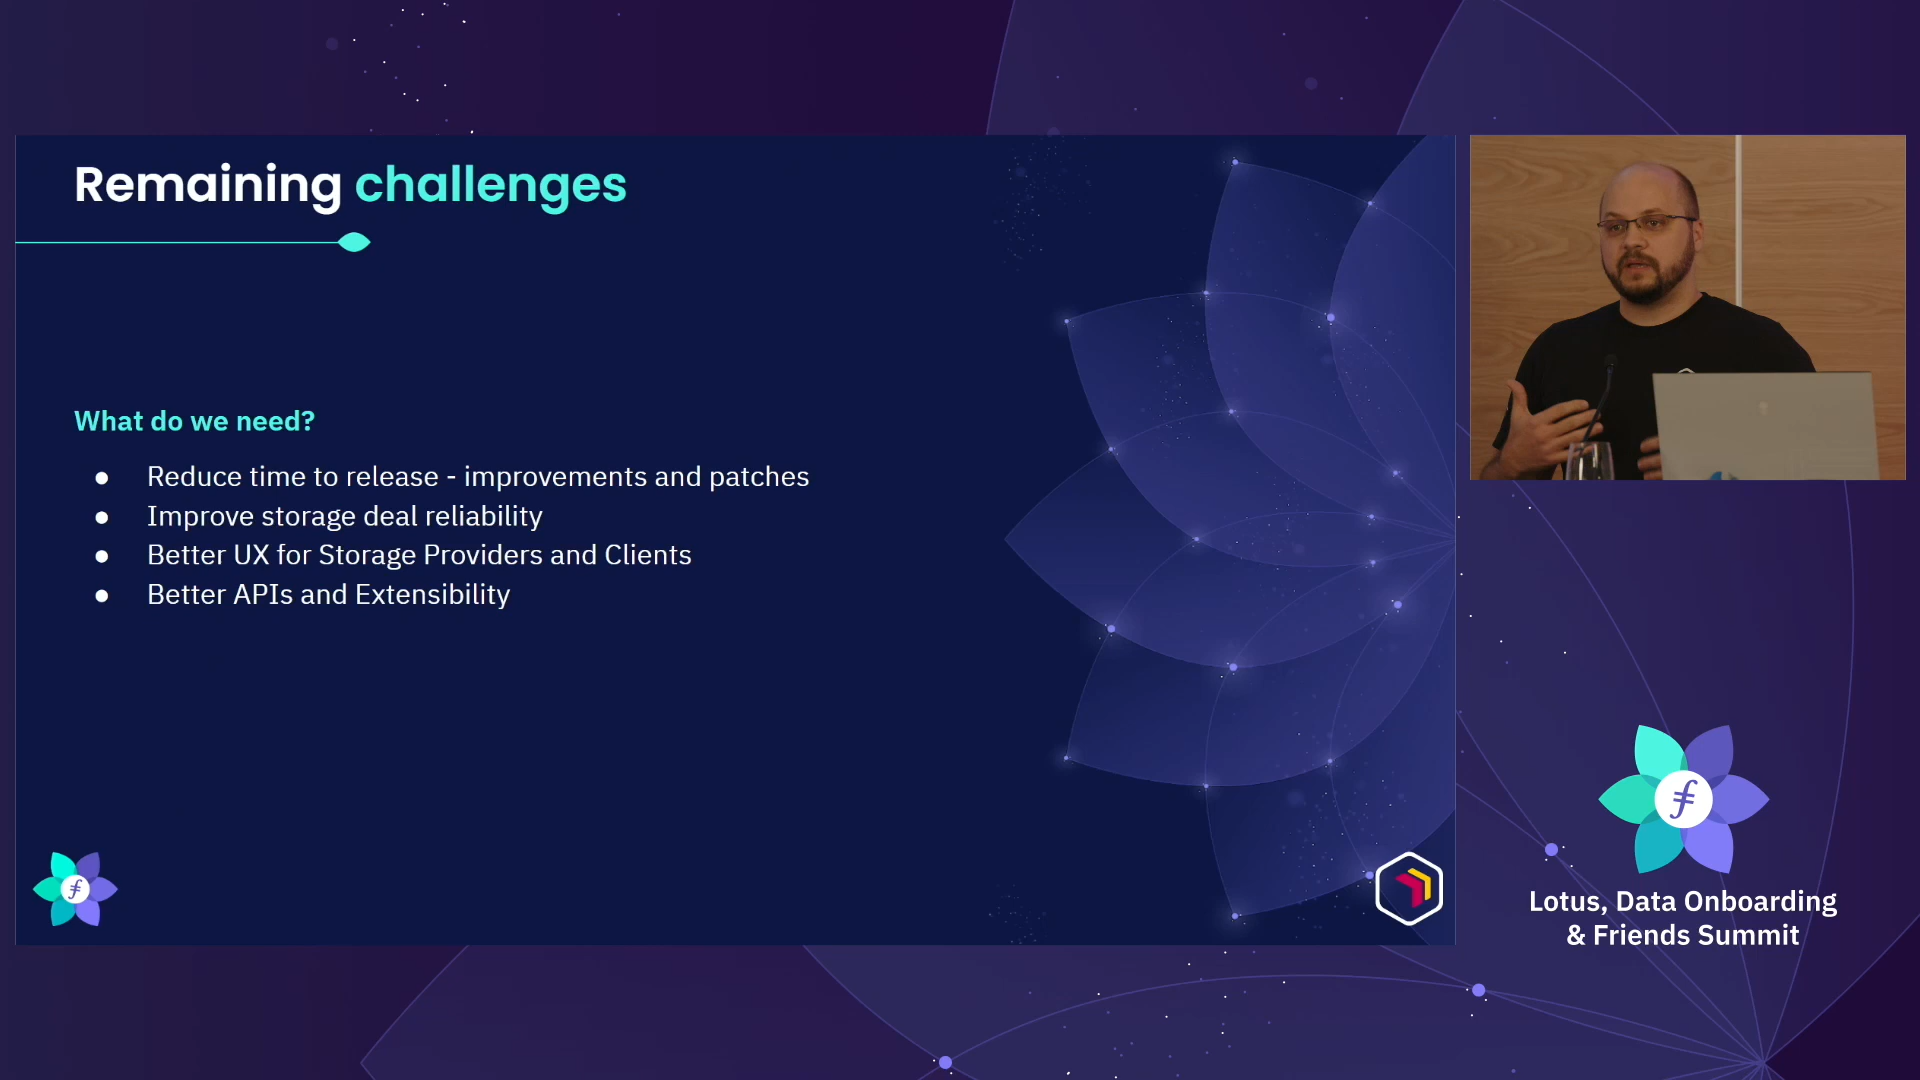 Remaining challenges
What do we need?
● Reduce time to release - improvements and patches
● Improve storage deal reliability
● Better UX for Storage Providers and Clients
● Better APIs and Extensibility
Lotus, Data Onboarding
& Friends Summit